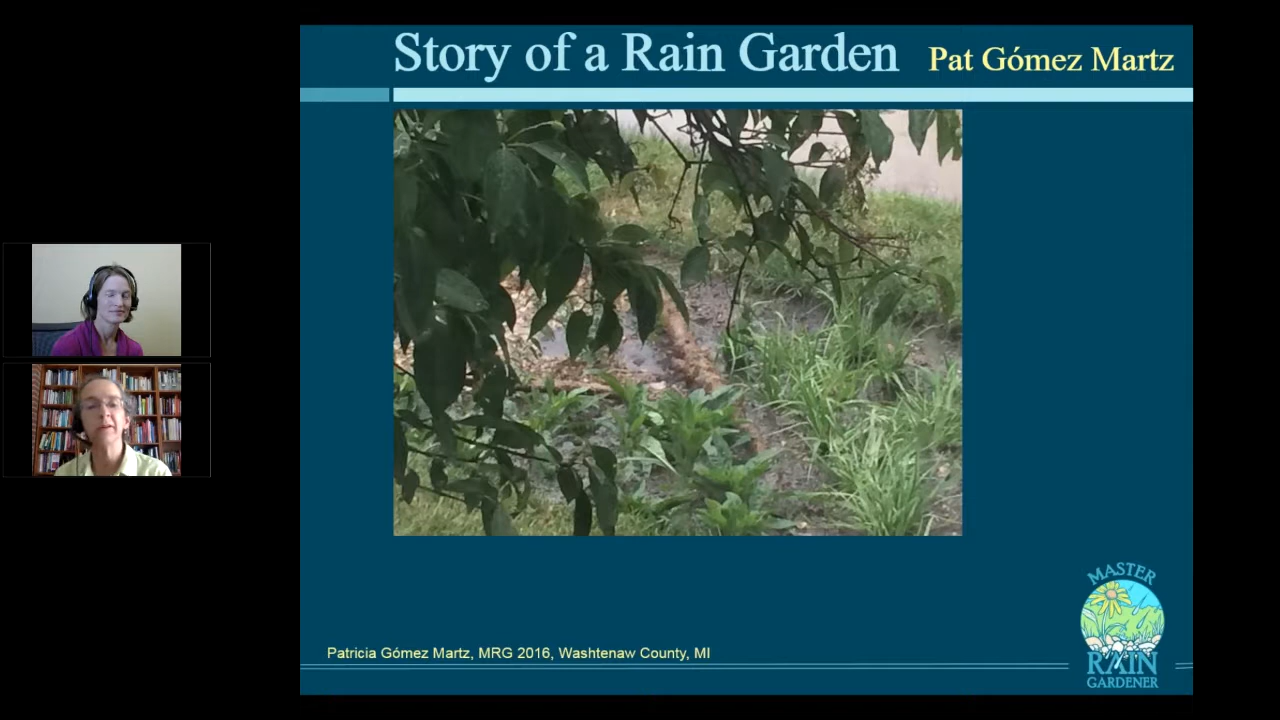 Story of a Rain Garden Pat Gómez Martz
Patricia Gómez Martz, MRG 2016, Washtenaw County, MI
MASTER
RAIN
GARDENER